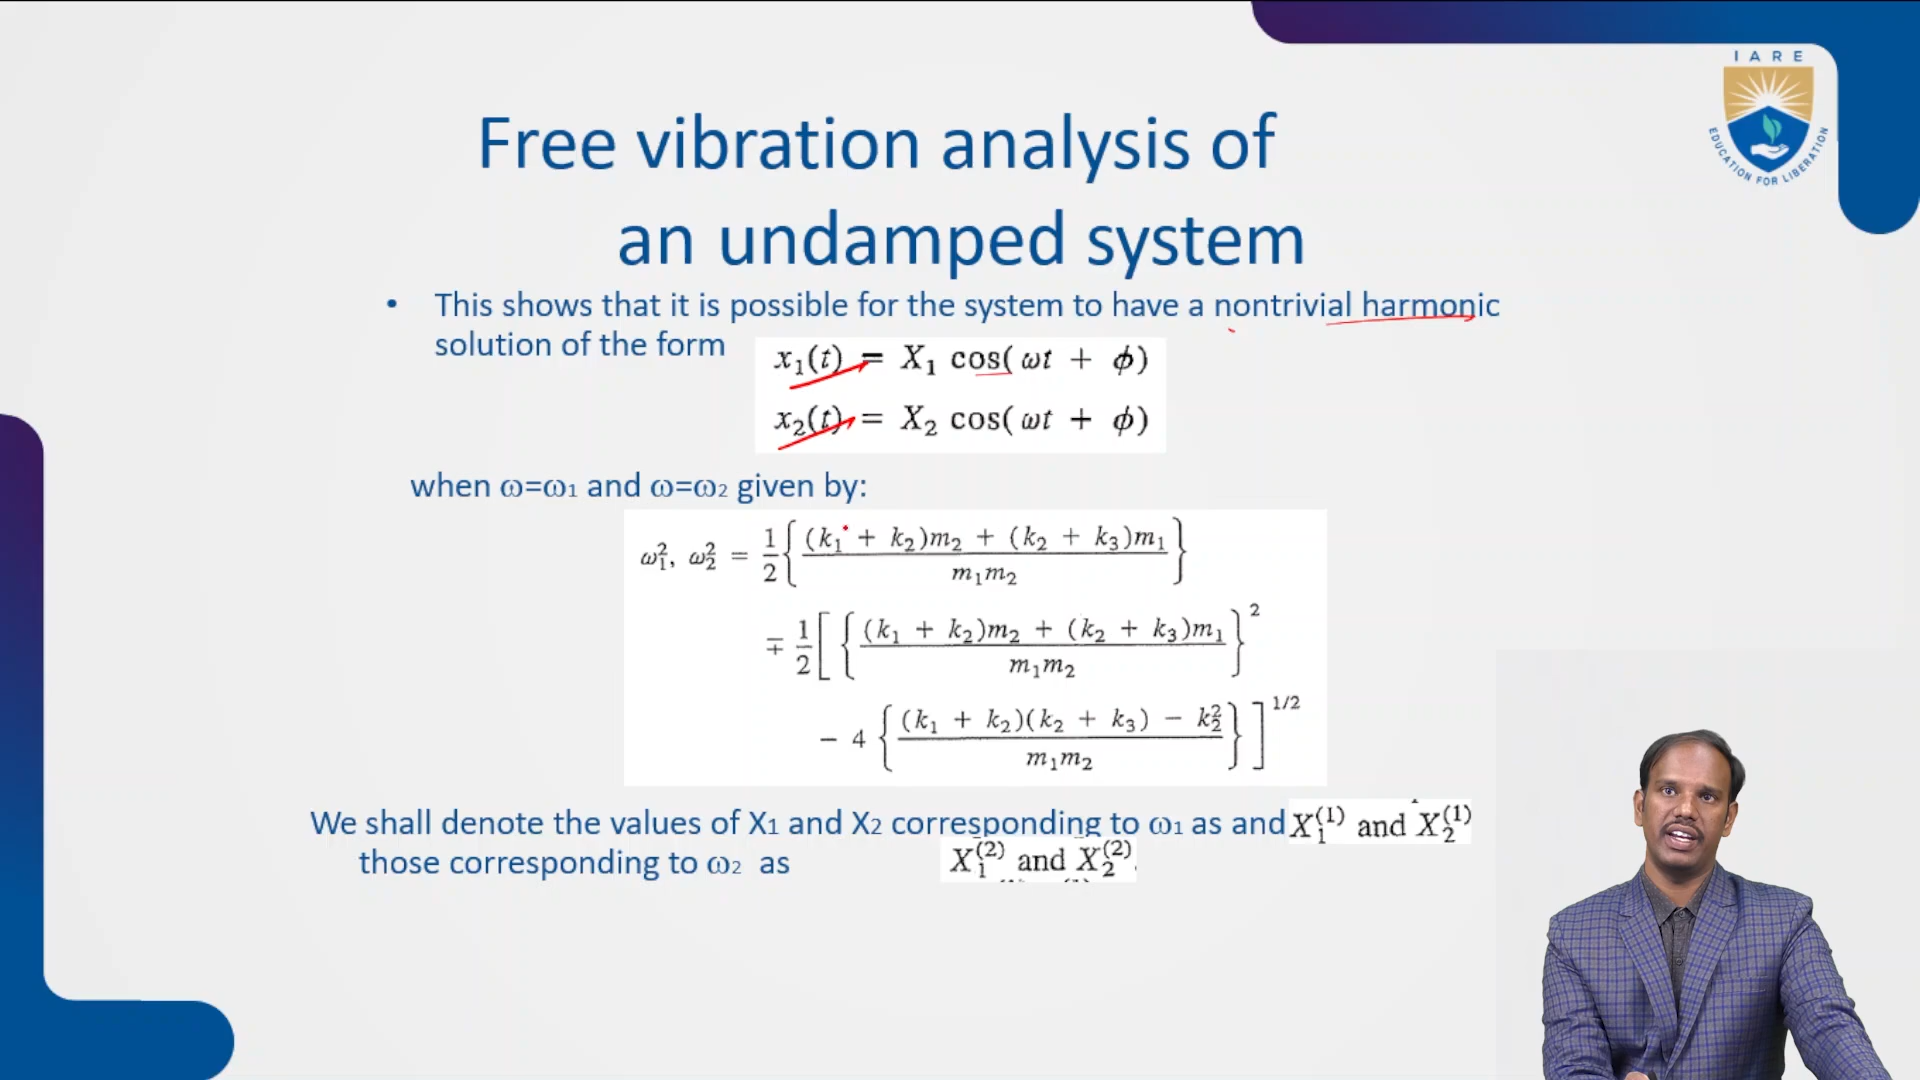 IARE
EDUCATION FOR LIBERATION
Free vibration analysis of
an undamped system
• This shows that it is possible for the system to have a nontrivial harmonic
solution of the form
x₁(t) = X₁ cos(ωt + ϕ)
x₂(t) = X₂ cos(ωt + ϕ)
when ω=ω₁ and ω=ω₂ given by:
ω₁², ω₂² = 1/2 { ((k₁ + k₂)m₂ + (k₂ + k₃)m₁) / (m₁m₂) }
∓ 1/2 [ { ((k₁ + k₂)m₂ + (k₂ + k₃)m₁) / (m₁m₂) }²
− 4 { ((k₁ + k₂)(k₂ + k₃) − k₂²) / (m₁m₂) } ]^(1/2)
We shall denote the values of X₁ and X₂ corresponding to ω₁ as and X₁⁽¹⁾ and X₂⁽¹⁾
those corresponding to ω₂ as X₁⁽²⁾ and X₂⁽²⁾.